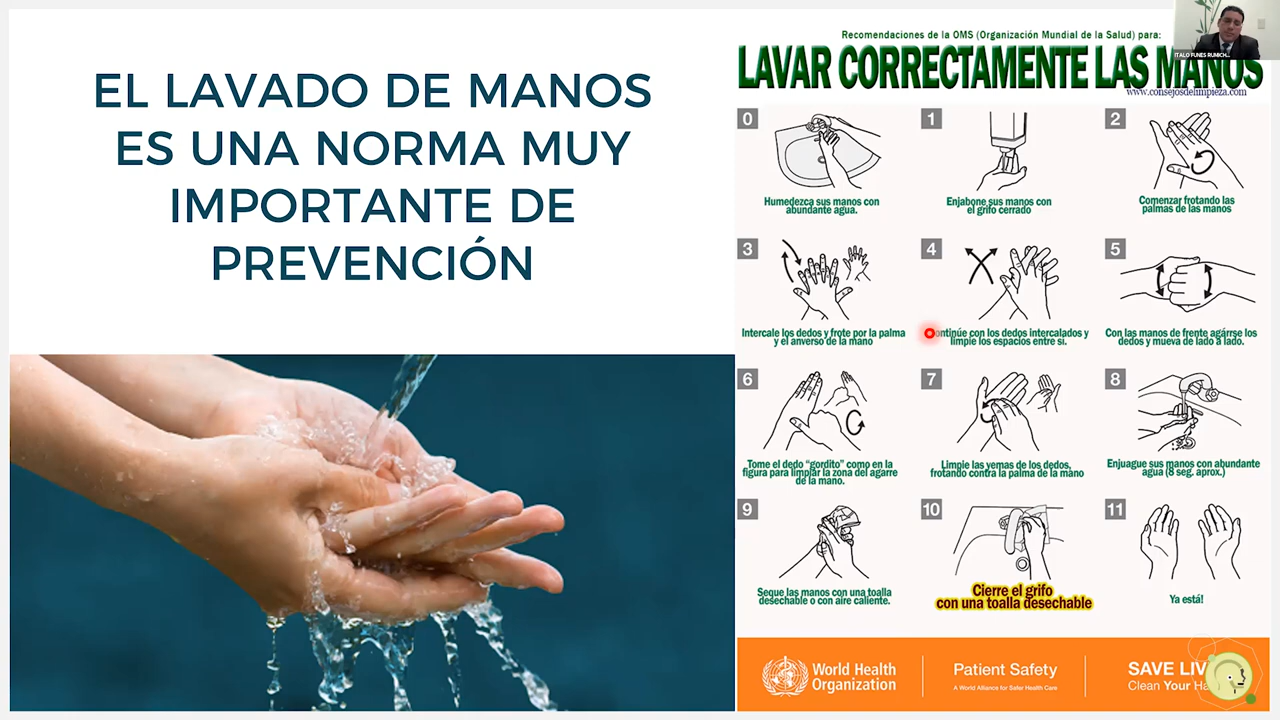 EL LAVADO DE MANOS
ES UNA NORMA MUY
IMPORTANTE DE
PREVENCIÓN
Recomendaciones de la OMS (Organización Mundial de la Salud) para:
LAVAR CORRECTAMENTE LAS MANOS
www.consejosdelimpieza.com
ITALO FUNES RUMICH...
0
Humedezca sus manos con
abundante agua.
1
Enjabone sus manos con
el grifo cerrado
2
Comenzar frotando las
palmas de las manos
3
Intercale los dedos y frote por la palma
y el anverso de la mano
4
ontinúe con los dedos intercalados y
limpie los espacios entre sí.
5
Con las manos de frente agárrse los
dedos y mueva de lado a lado.
6
Tome el dedo “gordito” como en la
figura para limpiar la zona del agarre
de la mano.
7
Limpie las yemas de los dedos,
frotando contra la palma de la mano
8
Enjuague sus manos con abundante
agua (8 seg. aprox.)
9
Seque las manos con una toalla
desechable o con aire caliente.
10
Cierre el grifo
con una toalla desechable
11
Ya está!
World Health
Organization
Patient Safety
A World Alliance for Safer Health Care
SAVE LIV
Clean Your Ha